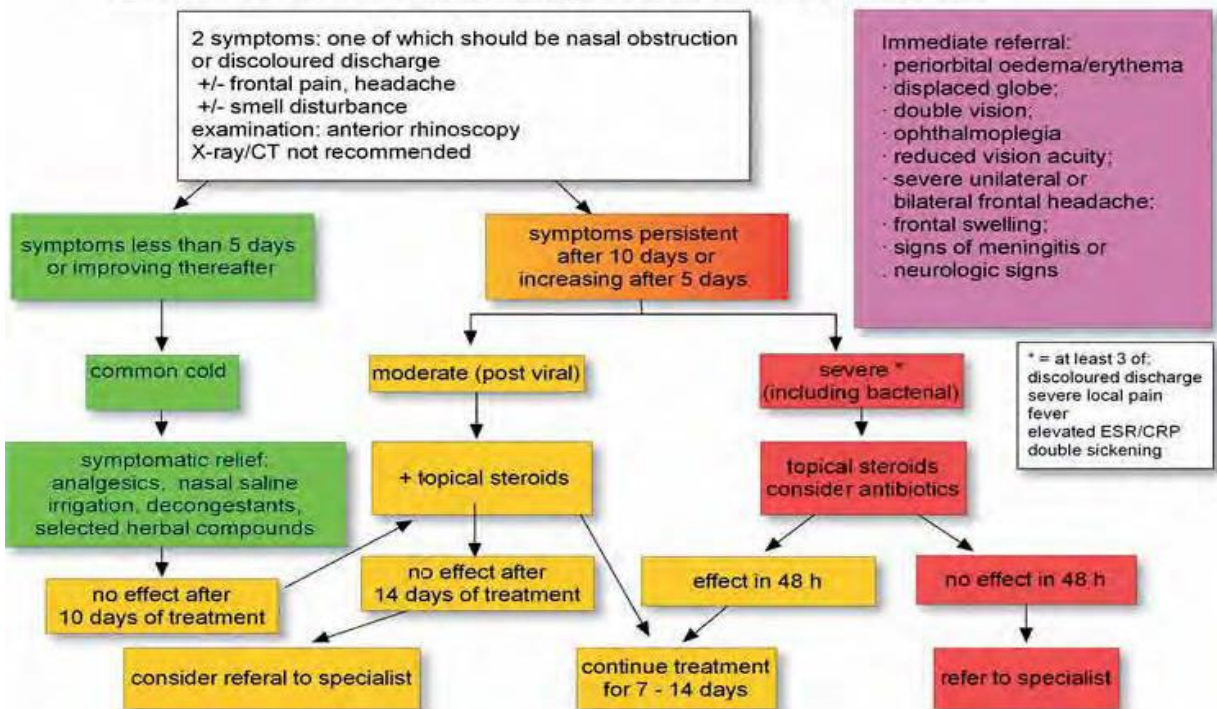 2 symptoms: one of which should be nasal obstruction
or discoloured discharge
+/- frontal pain, headache
+/- smell disturbance
examination: anterior rhinoscopy
X-ray/CT not recommended
Immediate referral:
· periorbital oedema/erythema
· displaced globe;
· double vision;
· ophthalmoplegia
· reduced vision acuity;
· severe unilateral or
bilateral frontal headache;
· frontal swelling;
· signs of meningitis or
. neurologic signs
symptoms less than 5 days
or improving thereafter
symptoms persistent
after 10 days or
increasing after 5 days
common cold
moderate (post viral)
severe *
(including bacterial)
* = at least 3 of:
discoloured discharge
severe local pain
fever
elevated ESR/CRP
double sickening
symptomatic relief:
analgesics, nasal saline
irrigation, decongestants,
selected herbal compounds
+ topical steroids
topical steroids
consider antibiotics
no effect after
10 days of treatment
no effect after
14 days of treatment
effect in 48 h
no effect in 48 h
consider referal to specialist
continue treatment
for 7 - 14 days
refer to specialist